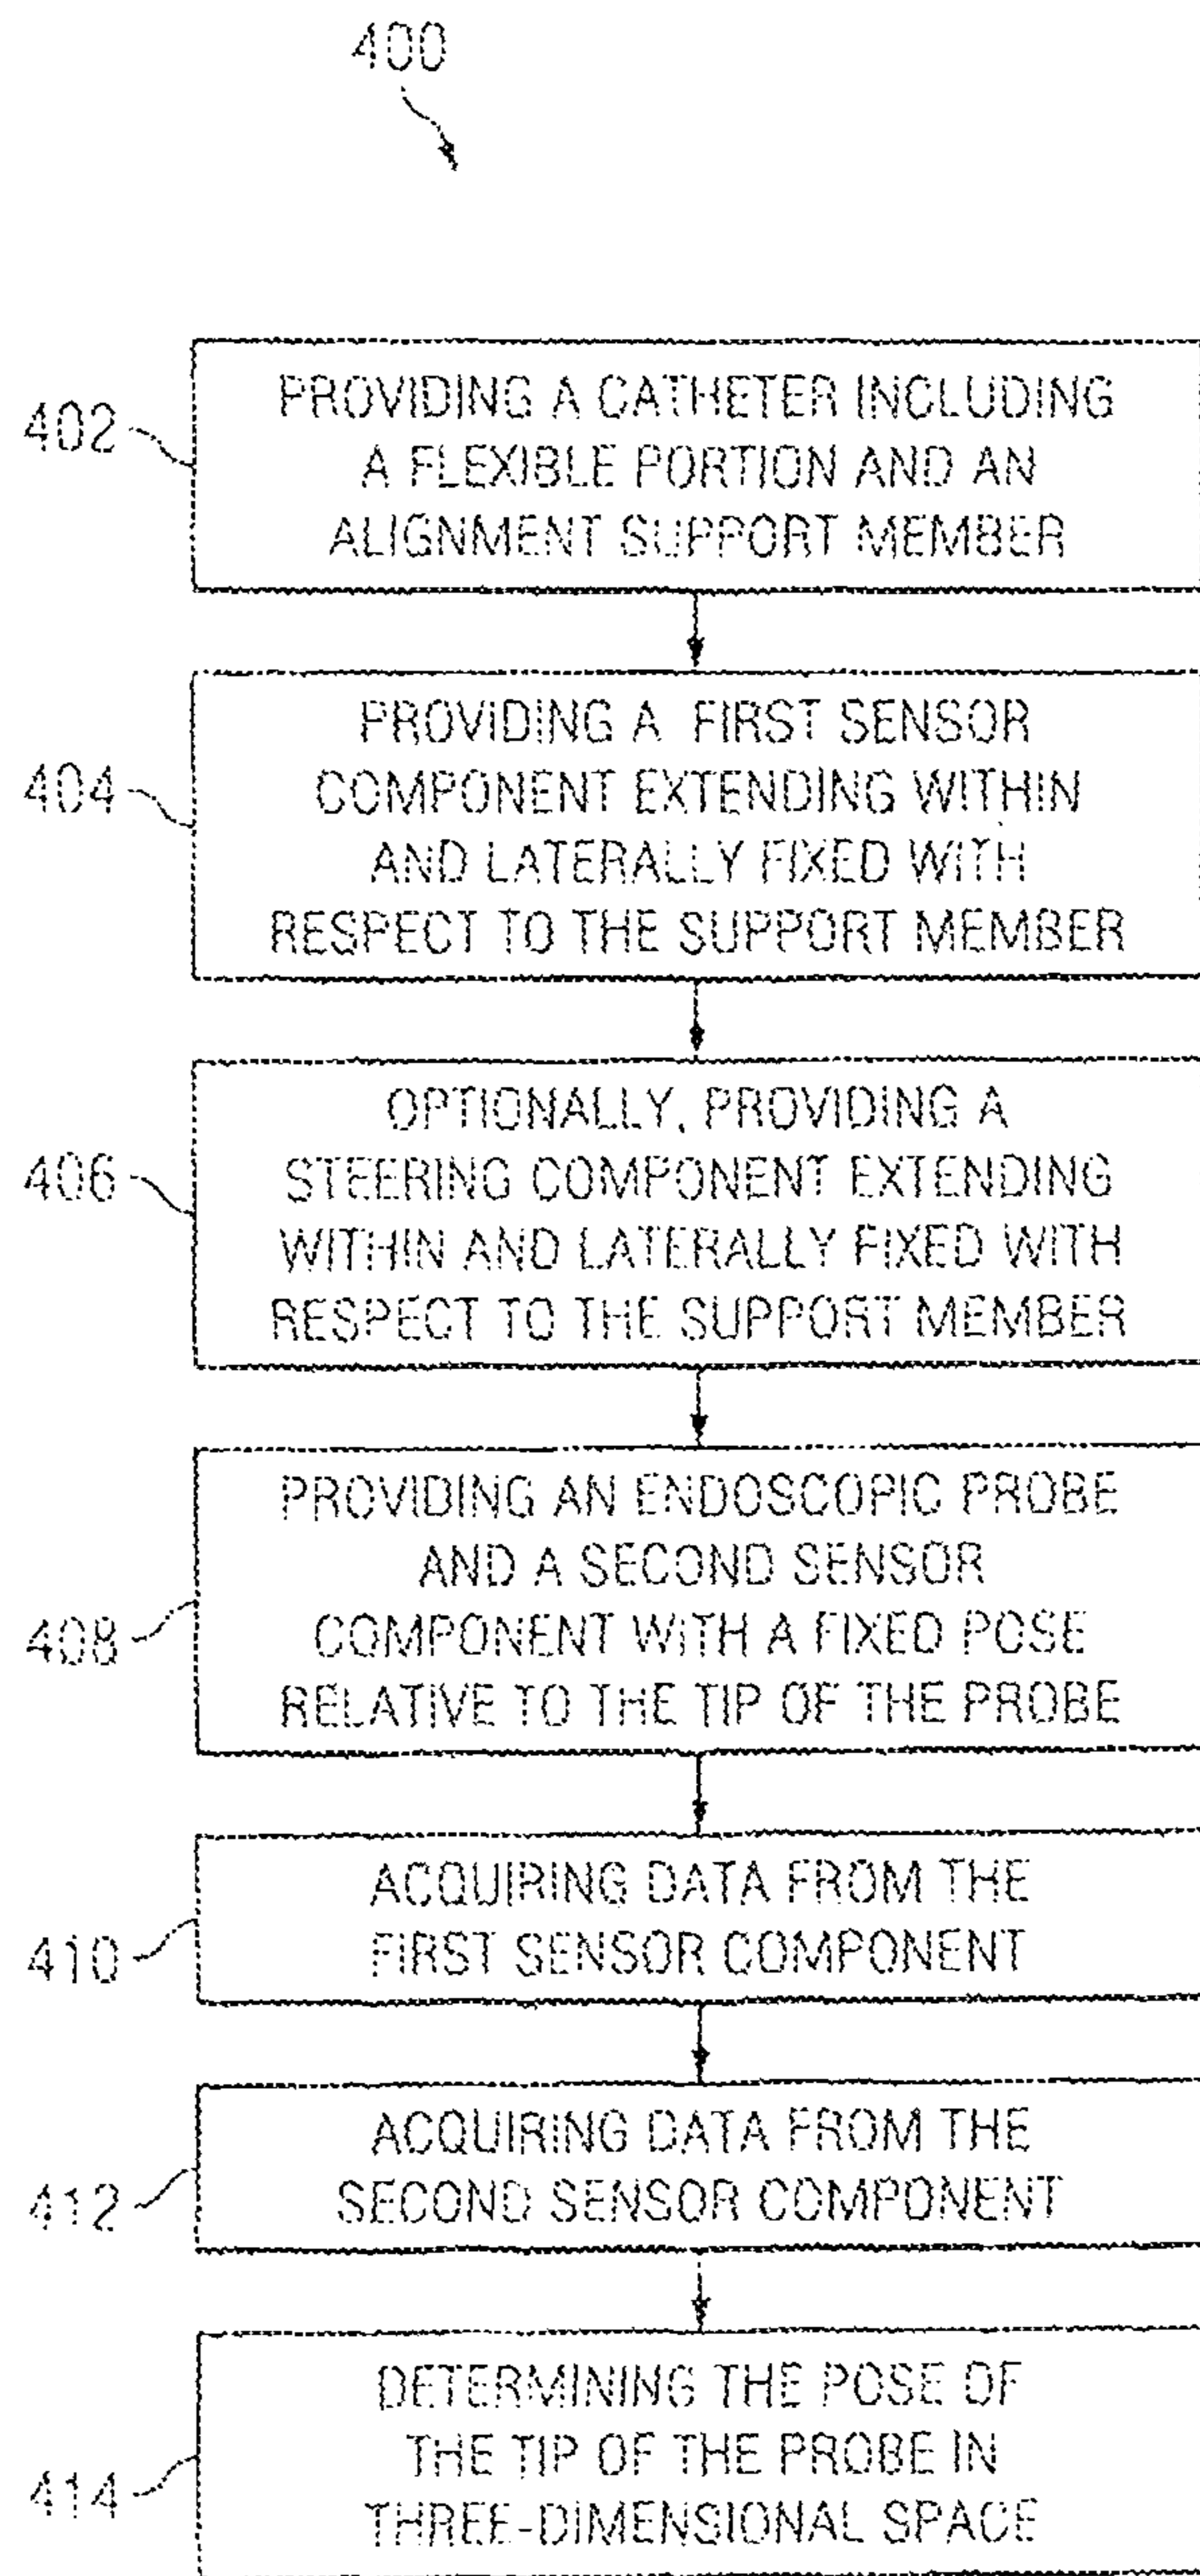 400
402
PROVIDING A CATHETER INCLUDING
A FLEXIBLE PORTION AND AN
ALIGNMENT SUPPORT MEMBER
404
PROVIDING A FIRST SENSOR
COMPONENT EXTENDING WITHIN
AND LATERALLY FIXED WITH
RESPECT TO THE SUPPORT MEMBER
406
OPTIONALLY, PROVIDING A
STEERING COMPONENT EXTENDING
WITHIN AND LATERALLY FIXED WITH
RESPECT TO THE SUPPORT MEMBER
408
PROVIDING AN ENDOSCOPIC PROBE
AND A SECOND SENSOR
COMPONENT WITH A FIXED POSE
RELATIVE TO THE TIP OF THE PROBE
410
ACQUIRING DATA FROM THE
FIRST SENSOR COMPONENT
412
ACQUIRING DATA FROM THE
SECOND SENSOR COMPONENT
414
DETERMINING THE POSE OF
THE TIP OF THE PROBE IN
THREE-DIMENSIONAL SPACE